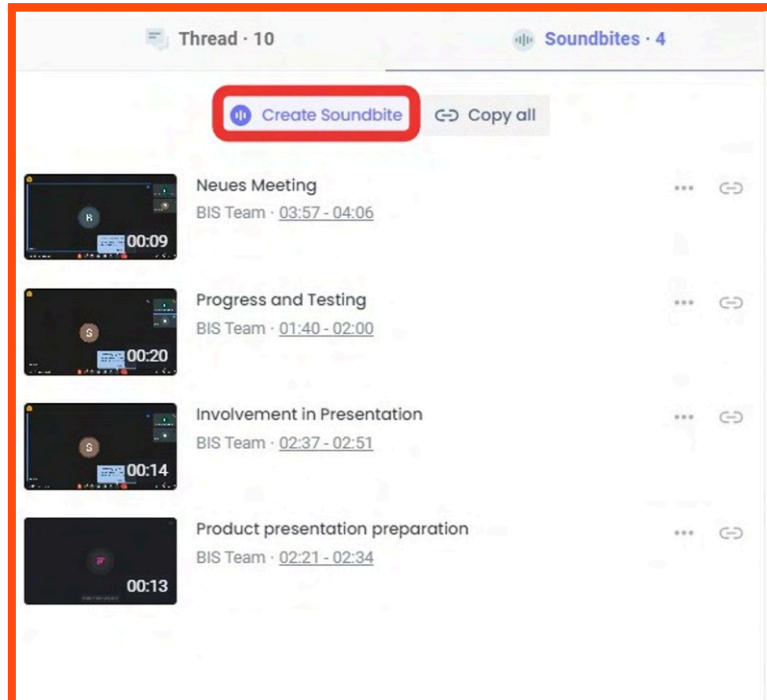 Thread · 10
Soundbites · 4
Create Soundbite
Copy all
Neues Meeting
BIS Team · 03:57 - 04:06
00:09
Progress and Testing
BIS Team · 01:40 - 02:00
00:20
Involvement in Presentation
BIS Team · 02:37 - 02:51
00:14
Product presentation preparation
BIS Team · 02:21 - 02:34
00:13